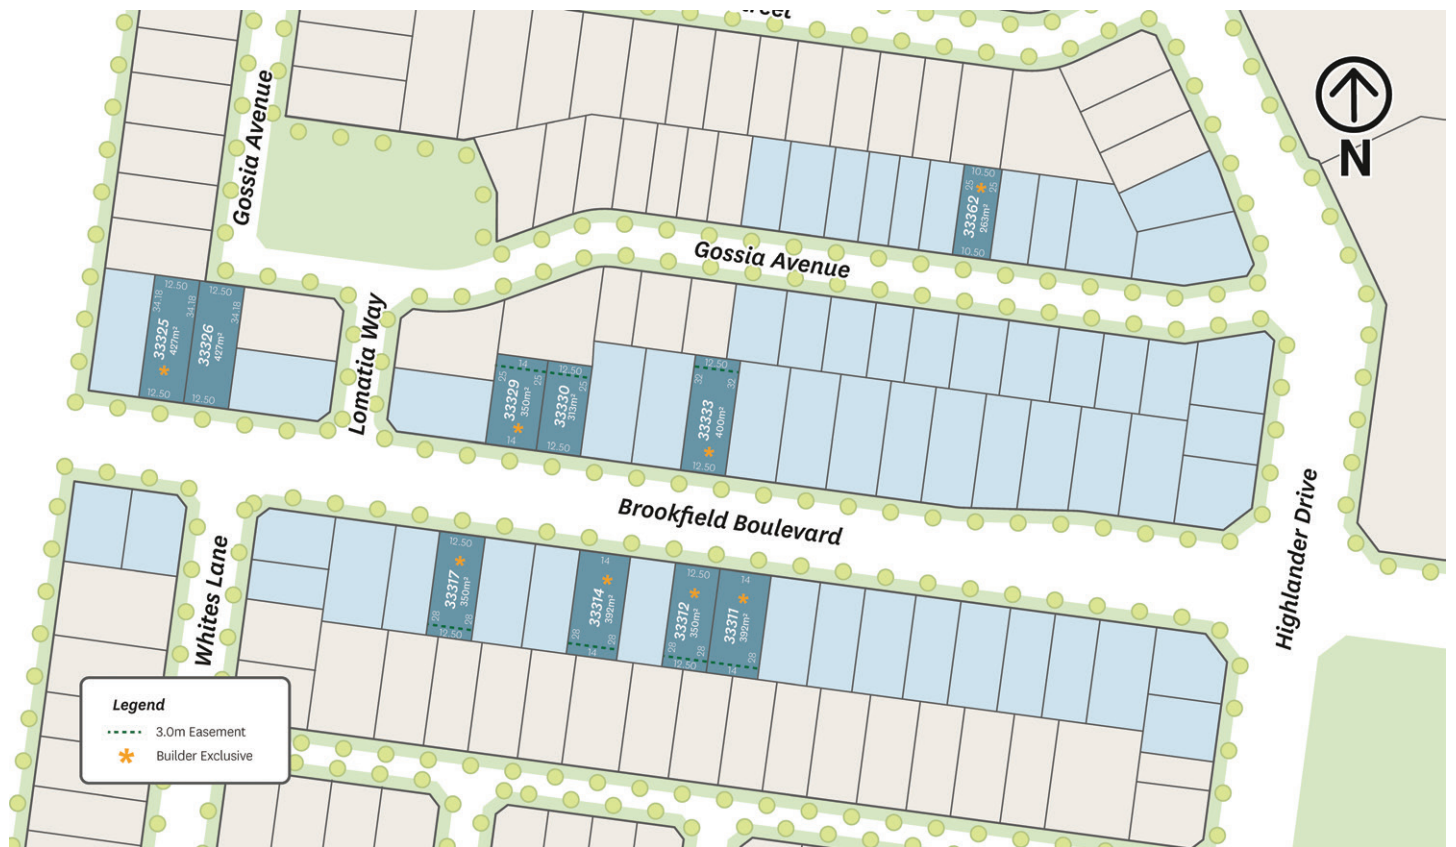 Gossia Avenue
N
10.50
25
25
33362
263m²
10.50
Gossia Avenue
12.50
34.18
34.18
33325
427m²
12.50
12.50
34.18
33326
427m²
12.50
Lomatia Way
14
25
25
33329
350m²
14
12.50
25
33330
313m²
12.50
12.50
32
32
33333
400m²
12.50
Brookfield Boulevard
Highlander Drive
Whites Lane
12.50
33317
350m²
28
28
12.50
14
33314
392m²
28
28
14
12.50
33312
350m²
28
28
12.50
14
33311
392m²
28
14
Legend
3.0m Easement
Builder Exclusive